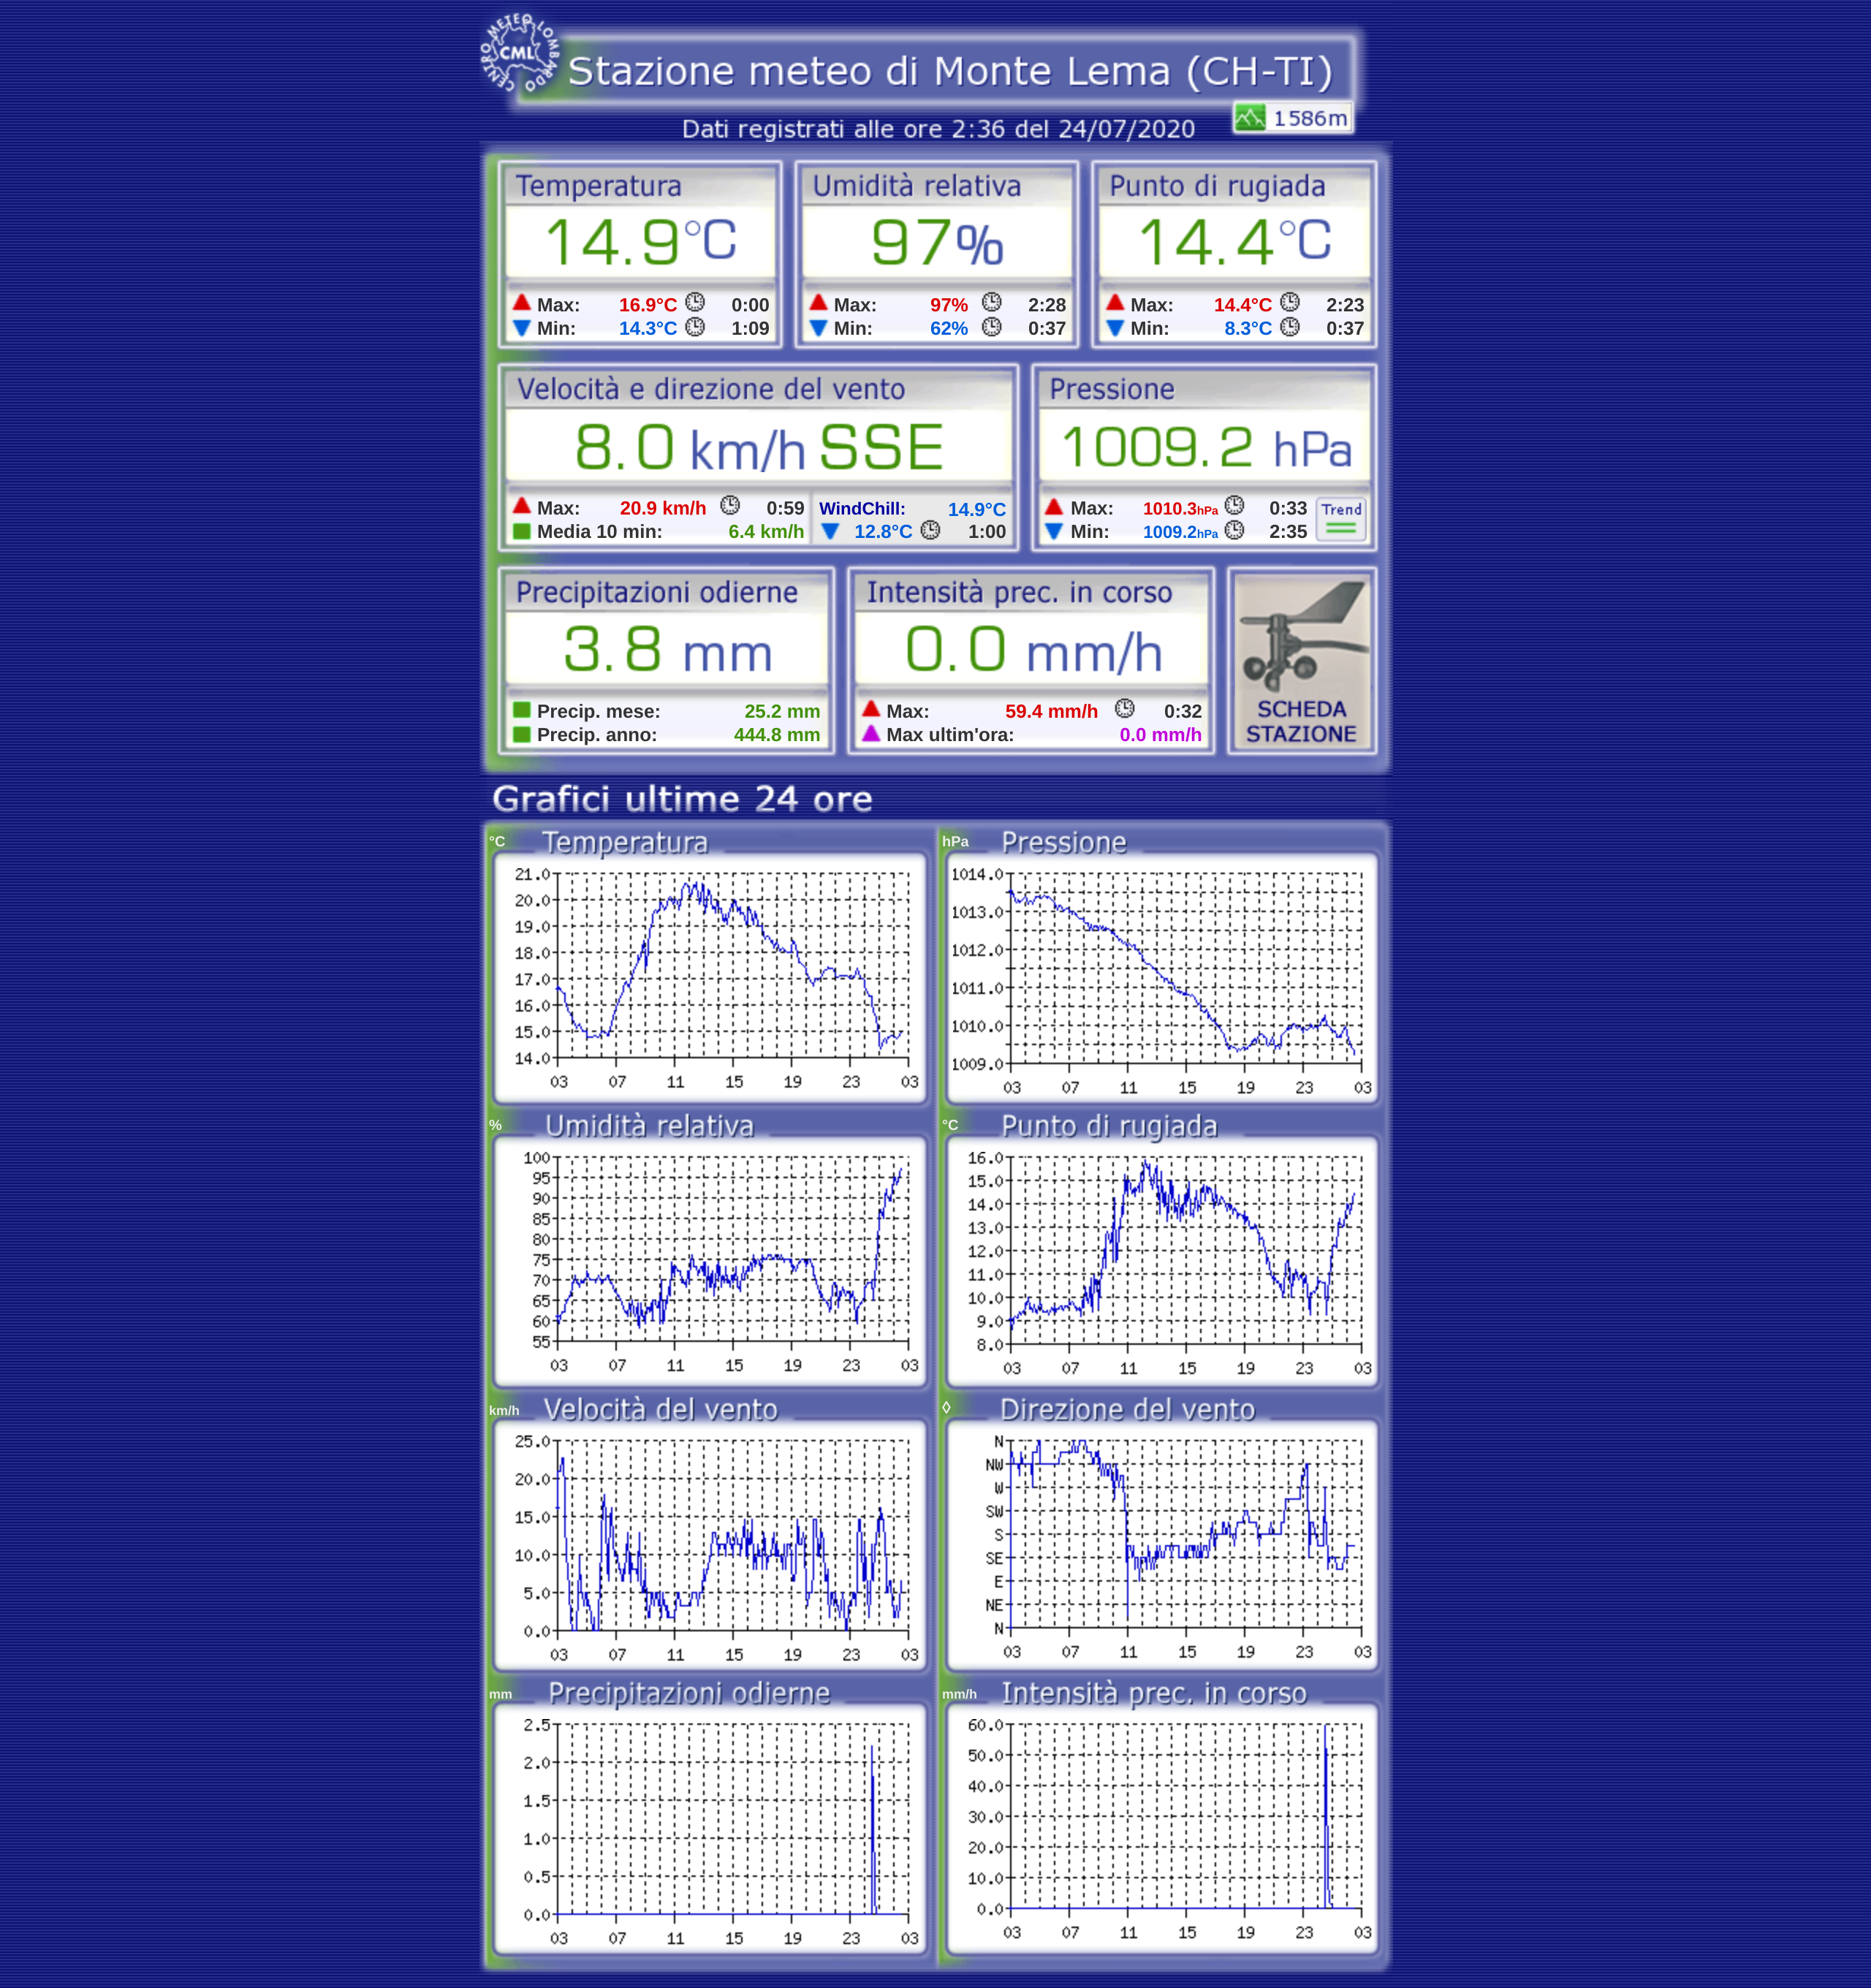 CENTRO METEO LOMBARDO
CML
Stazione meteo di Monte Lema (CH-TI)
1586m
Dati registrati alle ore 2:36 del 24/07/2020
Temperatura Umidità relativa Punto di rugiada
14.9°C 97% 14.4°C
Max: 16.9°C 0:00 Max: 97% 2:28 Max: 14.4°C 2:23
Min: 14.3°C 1:09 Min: 62% 0:37 Min: 8.3°C 0:37
Velocità e direzione del vento Pressione
8.0 km/h SSE 1009.2 hPa
Max: 20.9 km/h 0:59 WindChill: 14.9°C Max: 1010.3hPa 0:33 Trend
Media 10 min: 6.4 km/h 12.8°C 1:00 Min: 1009.2hPa 2:35
Precipitazioni odierne Intensità prec. in corso
3.8 mm 0.0 mm/h
Precip. mese: 25.2 mm Max: 59.4 mm/h 0:32 SCHEDA
Precip. anno: 444.8 mm Max ultim'ora: 0.0 mm/h STAZIONE
Grafici ultime 24 ore
°C Temperatura
21.0
20.0
19.0
18.0
17.0
16.0
15.0
14.0
03 07 11 15 19 23 03
hPa Pressione
1014.0
1013.0
1012.0
1011.0
1010.0
1009.0
03 07 11 15 19 23 03
% Umidità relativa
100
95
90
85
80
75
70
65
60
55
03 07 11 15 19 23 03
°C Punto di rugiada
16.0
15.0
14.0
13.0
12.0
11.0
10.0
9.0
8.0
03 07 11 15 19 23 03
km/h Velocità del vento
25.0
20.0
15.0
10.0
5.0
0.0
03 07 11 15 19 23 03
◊ Direzione del vento
N
NW
W
SW
S
SE
E
NE
N
03 07 11 15 19 23 03
mm Precipitazioni odierne
2.5
2.0
1.5
1.0
0.5
0.0
03 07 11 15 19 23 03
mm/h Intensità prec. in corso
60.0
50.0
40.0
30.0
20.0
10.0
0.0
03 07 11 15 19 23 03